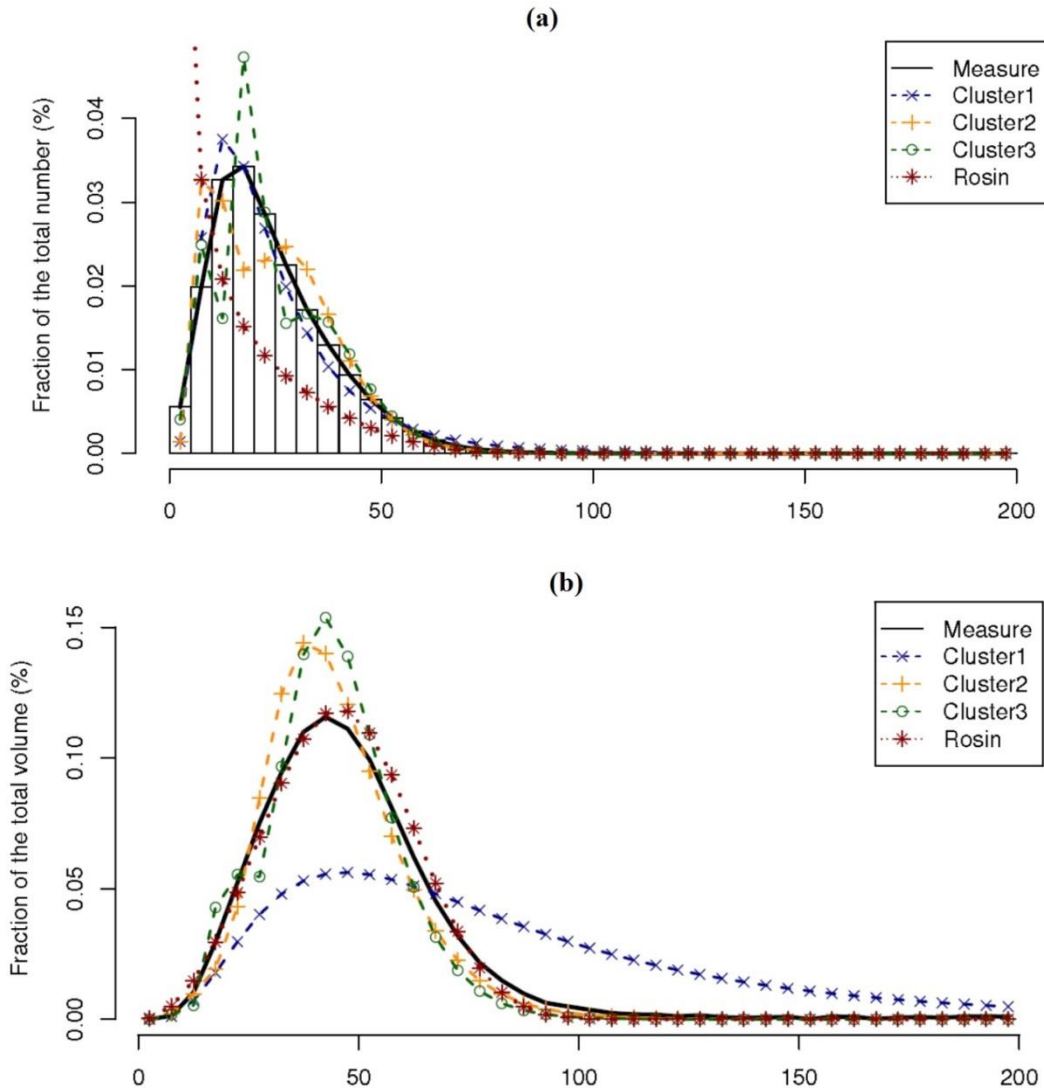 (a)
Fraction of the total number (%)
0.00 0.01 0.02 0.03 0.04
Measure
Cluster1
Cluster2
Cluster3
Rosin
0 50 100 150 200
(b)
Fraction of the total volume (%)
0.00 0.05 0.10 0.15
Measure
Cluster1
Cluster2
Cluster3
Rosin
0 50 100 150 200